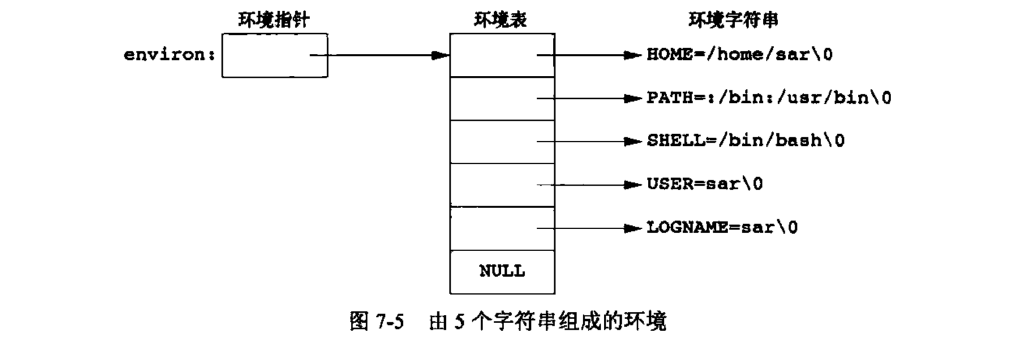 环境指针 环境表 环境字符串
environ: HOME=/home/sar\0
PATH=:/bin:/usr/bin\0
SHELL=/bin/bash\0
USER=sar\0
LOGNAME=sar\0
NULL
图 7-5 由 5 个字符串组成的环境